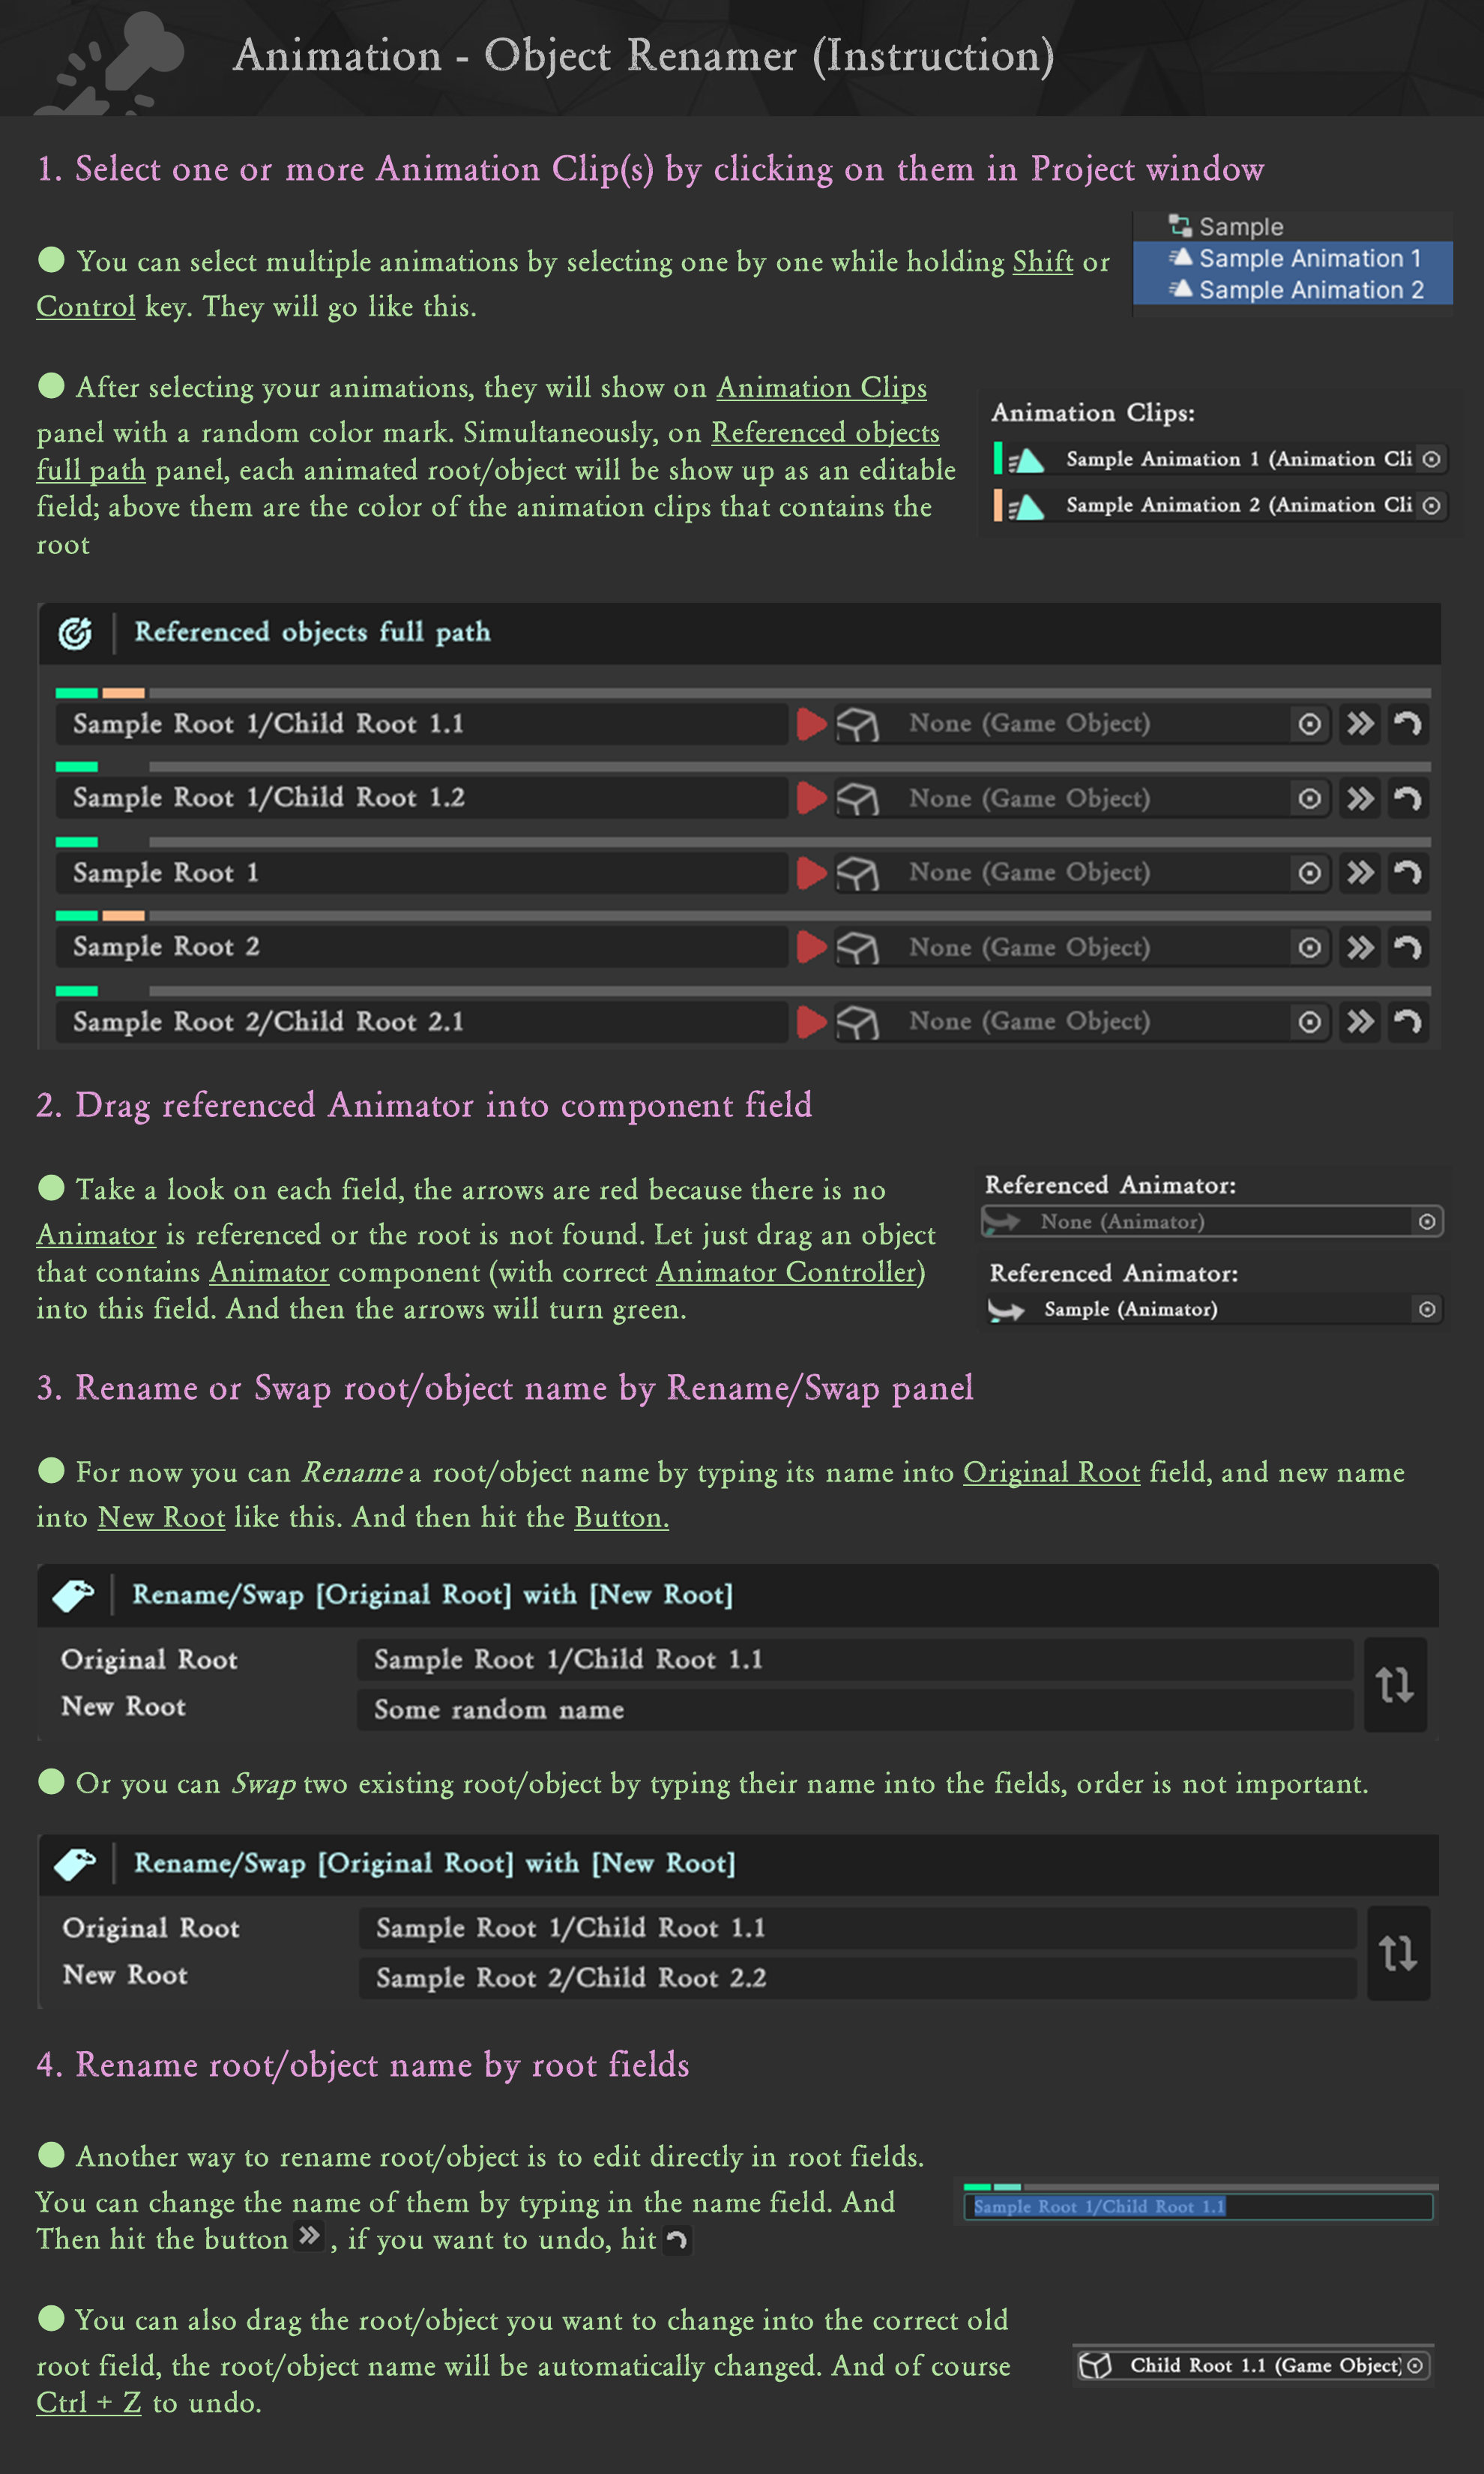 Animation - Object Renamer (Instruction)
1. Select one or more Animation Clip(s) by clicking on them in Project window
● You can select multiple animations by selecting one by one while holding Shift or
Control key. They will go like this.
Sample
Sample Animation 1
Sample Animation 2
● After selecting your animations, they will show on Animation Clips
panel with a random color mark. Simultaneously, on Referenced objects
full path panel, each animated root/object will be show up as an editable
field; above them are the color of the animation clips that contains the
root
Animation Clips:
Sample Animation 1 (Animation Cli
Sample Animation 2 (Animation Cli
Referenced objects full path
Sample Root 1/Child Root 1.1 None (Game Object)
Sample Root 1/Child Root 1.2 None (Game Object)
Sample Root 1 None (Game Object)
Sample Root 2 None (Game Object)
Sample Root 2/Child Root 2.1 None (Game Object)
2. Drag referenced Animator into component field
● Take a look on each field, the arrows are red because there is no
Animator is referenced or the root is not found. Let just drag an object
that contains Animator component (with correct Animator Controller)
into this field. And then the arrows will turn green.
Referenced Animator:
None (Animator)
Referenced Animator:
Sample (Animator)
3. Rename or Swap root/object name by Rename/Swap panel
● For now you can Rename a root/object name by typing its name into Original Root field, and new name
into New Root like this. And then hit the Button.
Rename/Swap [Original Root] with [New Root]
Original Root Sample Root 1/Child Root 1.1
New Root Some random name
● Or you can Swap two existing root/object by typing their name into the fields, order is not important.
Rename/Swap [Original Root] with [New Root]
Original Root Sample Root 1/Child Root 1.1
New Root Sample Root 2/Child Root 2.2
4. Rename root/object name by root fields
● Another way to rename root/object is to edit directly in root fields.
You can change the name of them by typing in the name field. And
Then hit the button , if you want to undo, hit
Sample Root 1/Child Root 1.1
● You can also drag the root/object you want to change into the correct old
root field, the root/object name will be automatically changed. And of course
Ctrl + Z to undo.
Child Root 1.1 (Game Object)